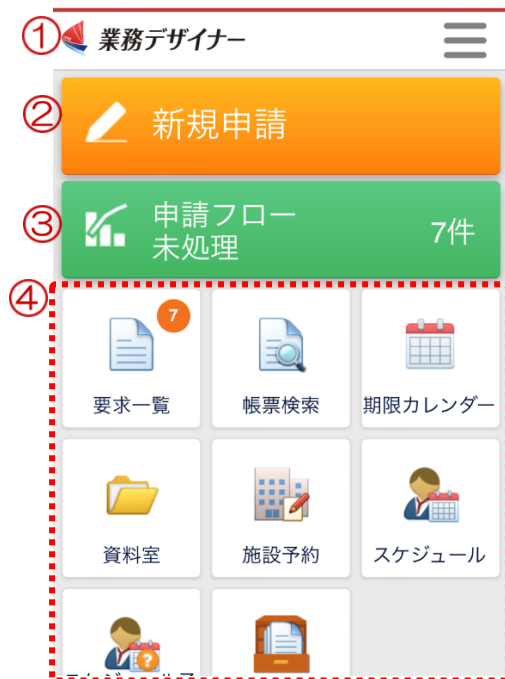 ①
業務デザイナー
②
新規申請
③
申請フロー
未処理
7件
④
7
要求一覧
帳票検索
期限カレンダー
資料室
施設予約
スケジュール